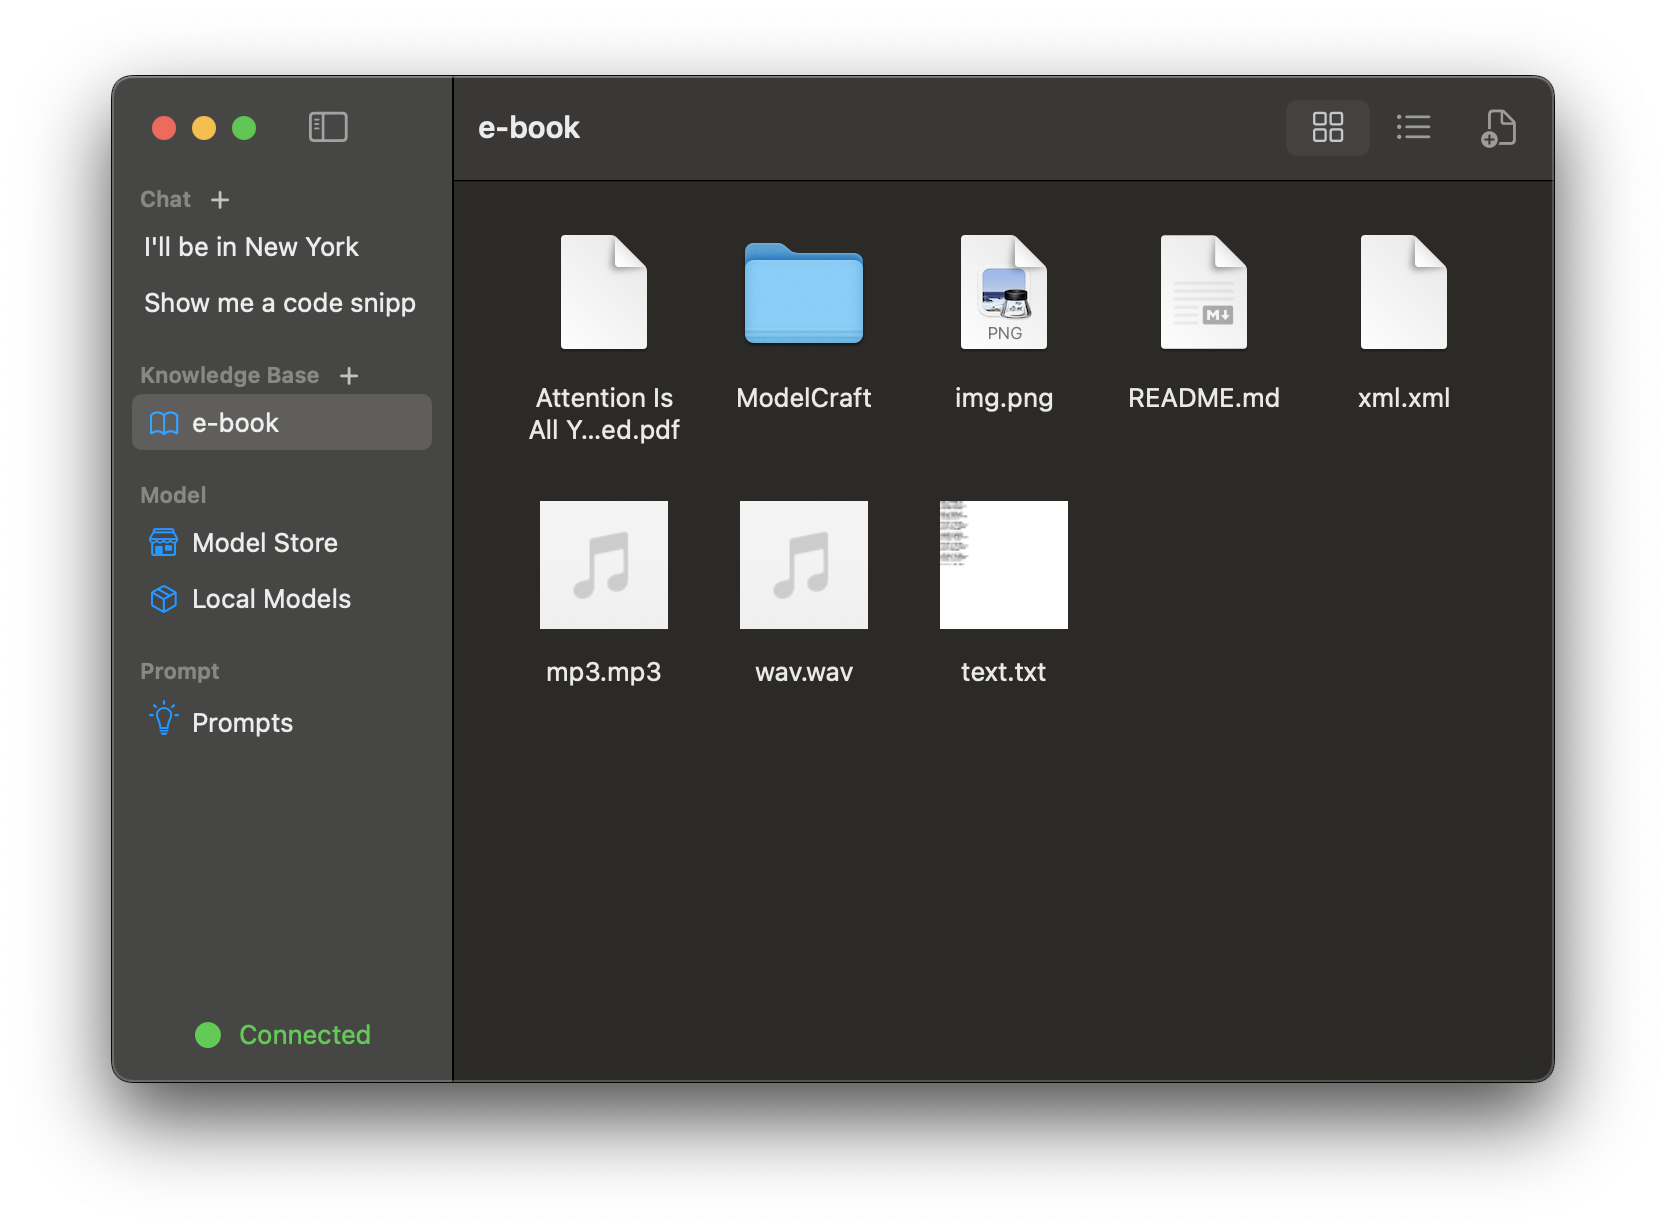 e-book
Chat
I'll be in New York
Show me a code snipp
Knowledge Base
e-book
Model
Model Store
Local Models
Prompt
Prompts
Connected
PNG
M
Attention Is
All Y...ed.pdf
ModelCraft
img.png
README.md
xml.xml
mp3.mp3
wav.wav
text.txt